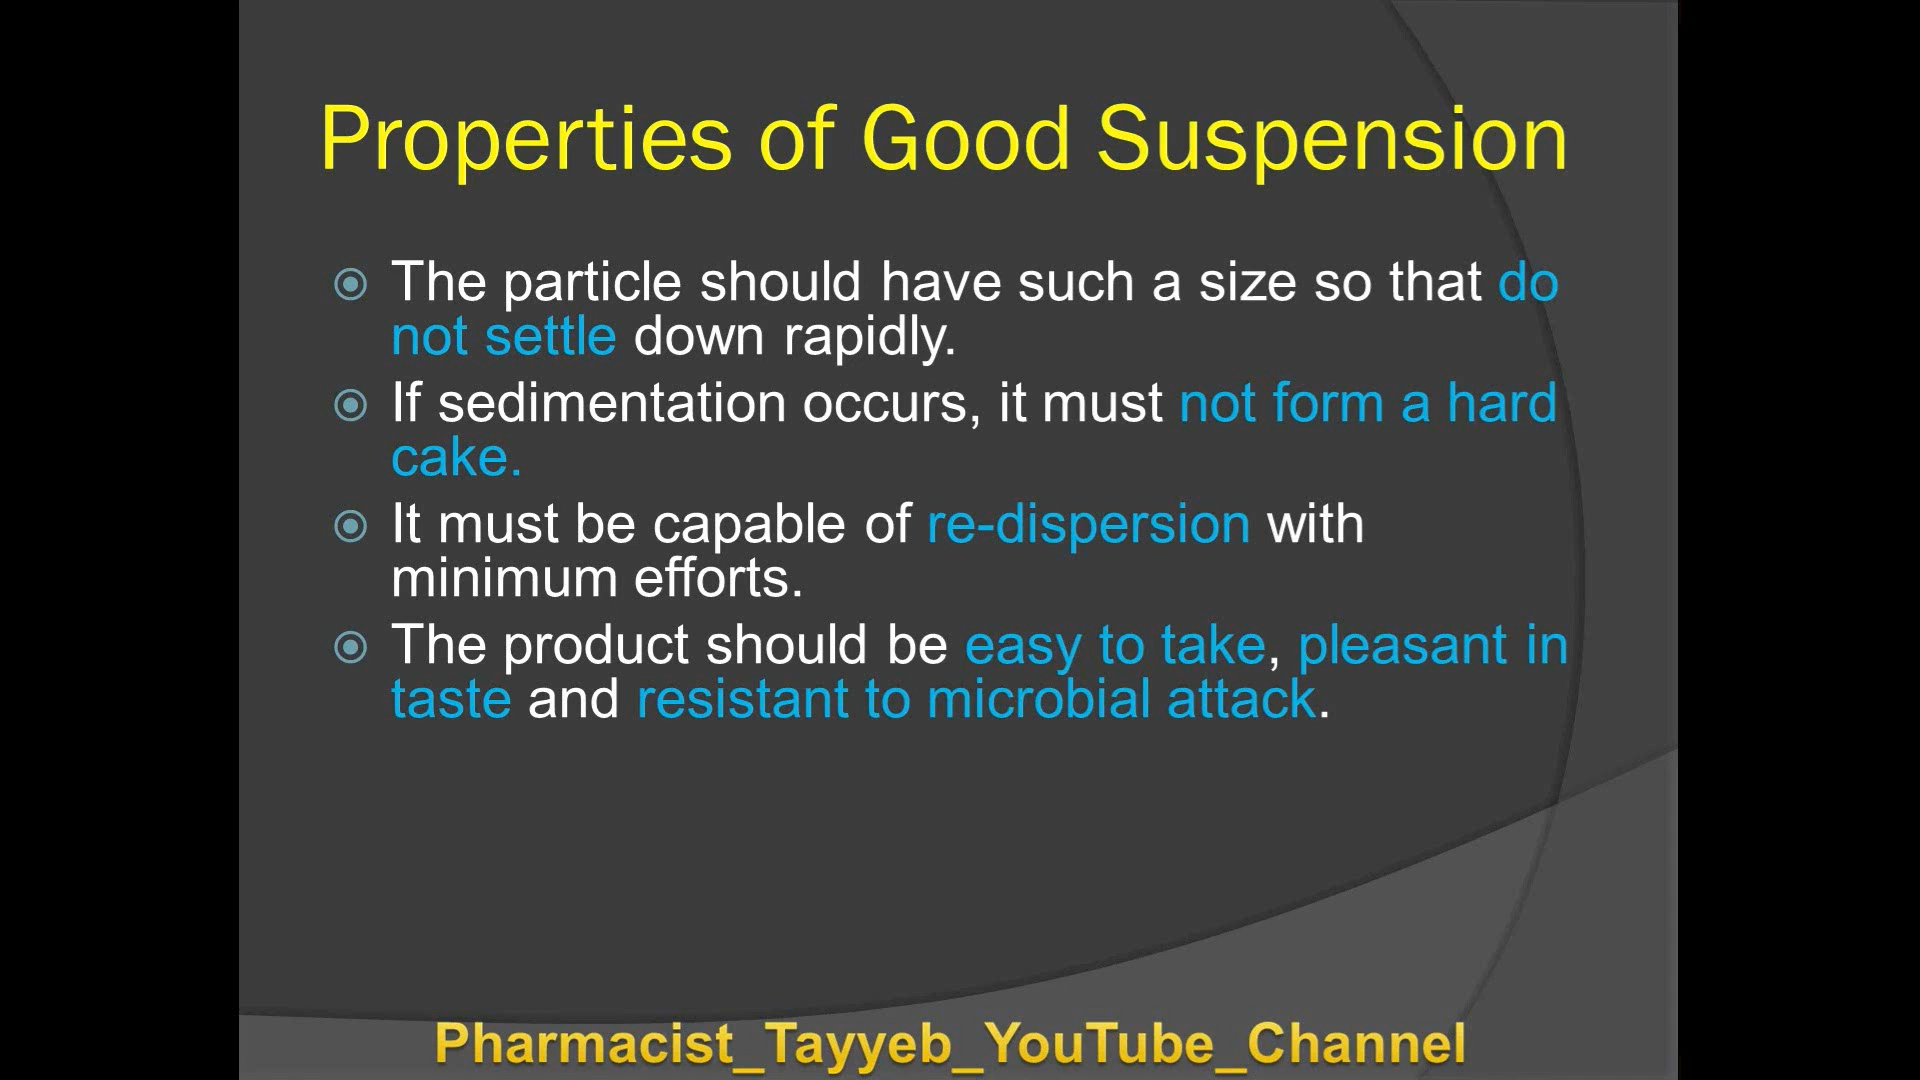 Properties of Good Suspension
The particle should have such a size so that do
not settle down rapidly.
If sedimentation occurs, it must not form a hard
cake.
It must be capable of re-dispersion with
minimum efforts.
The product should be easy to take, pleasant in
taste and resistant to microbial attack.
Pharmacist_Tayyeb_YouTube_Channel